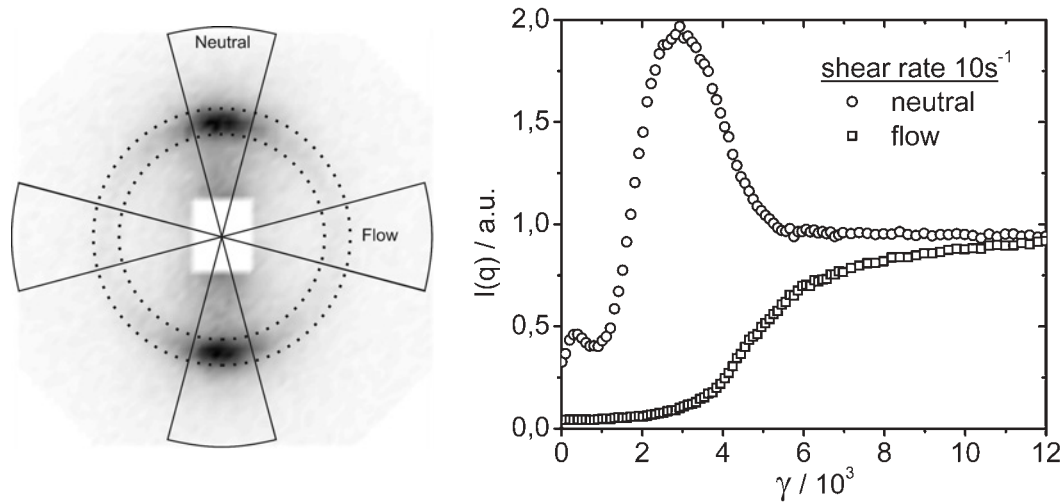 Neutral
Flow
2,0
1,5
1,0
0,5
0,0
I(q) / a.u.
shear rate 10s⁻¹
neutral
flow
0 2 4 6 8 10 12
γ / 10³